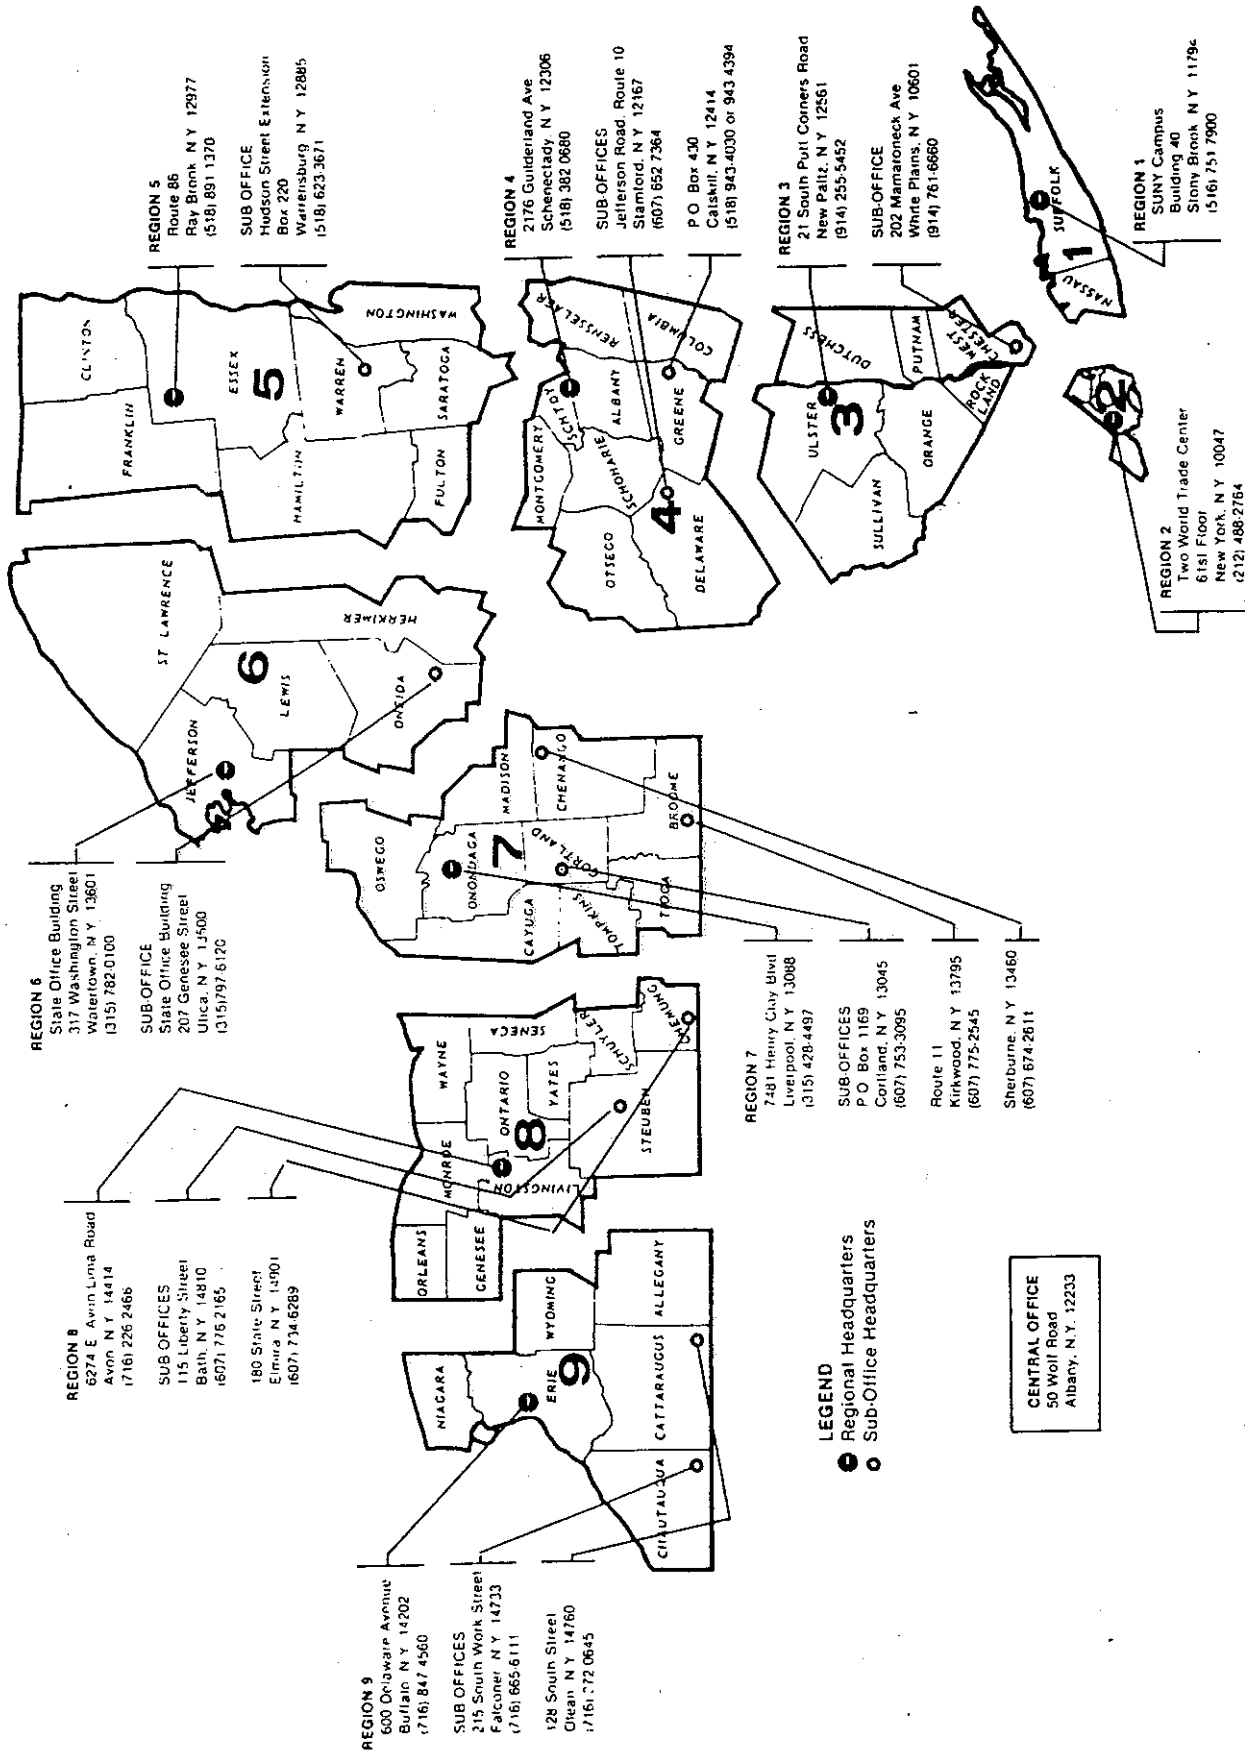 REGION 9
600 Delaware Avenue
Buffalo N Y 14202
(716) 847 4560
SUB OFFICES
215 South Work Street
Falconer N Y 14733
(716) 665-6111
128 South Street
Olean N Y 14760
(716) 372 0645
REGION 8
6274 E Avon Lima Road
Avon N Y 14414
(716) 226 2466
SUB OFFICES
115 Liberty Street
Bath, N Y 14810
(607) 776 2165
180 State Street
Elmira N Y 14901
(607) 734-6289
REGION 6
State Office Building
317 Washington Street
Watertown, N Y 13601
(315) 782-0100
SUB-OFFICE
State Office Building
207 Genesee Street
Utica, N Y 13500
(315) 797-6120
REGION 5
Route 86
Ray Brook N Y 12977
(518) 891 1370
SUB OFFICE
Hudson Street Extension
Box 220
Warrensburg N Y 12885
(518) 623-3671
REGION 4
2176 Guilderland Ave
Schenectady, N Y 12306
(518) 382 0680
SUB-OFFICES
Jefferson Road, Route 10
Stamford, N Y 12167
(607) 652 7364
P O Box 430
Catskill, N Y 12414
(518) 943-4030 or 943 4394
REGION 3
21 South Putt Corners Road
New Paltz, N Y 12561
(914) 255-5452
SUB-OFFICE
202 Mamaroneck Ave
White Plains, N Y 10601
(914) 761-6660
REGION 1
SUNY Campus
Building 40
Stony Brook N Y 11794
(516) 751 7900
REGION 2
Two World Trade Center
61st Floor
New York, N Y 10047
(212) 488-2764
REGION 7
7481 Henry Clay Blvd
Liverpool, N Y 13088
(315) 428-4497
SUB-OFFICES
P O Box 1169
Cortland, N Y 13045
(607) 753-3095
Route 11
Kirkwood, N Y 13795
(607) 775-2545
Sherburne, N Y 13460
(607) 674-2611
NIAGARA
ERIE
WYOMING
CHAUTAUQUA
CATTARAUGUS
ALLEGANY
9
ORLEANS
GENESEE
MONROE
LIVINGSTON
WAYNE
ONTARIO
YATES
SENECA
SCHUYLER
STEUBEN
CHEMUNG
8
OSWEGO
ONONDAGA
CAYUGA
MADISON
CHENANGO
CORTLAND
TOMPKINS
TIOGA
BROOME
7
ST LAWRENCE
JEFFERSON
LEWIS
HERKIMER
ONEIDA
6
CLINTON
FRANKLIN
ESSEX
HAMILTON
WARREN
WASHINGTON
FULTON
SARATOGA
5
MONTGOMERY
SCH'TDY
RENSSELAER
OTSEGO
SCHOHARIE
ALBANY
COLUMBIA
GREENE
DELAWARE
4
ULSTER
DUTCHESS
SULLIVAN
ORANGE
PUTNAM
ROCK
LAND
WEST
CHESTER
3
2
NASSAU
SUFFOLK
1
LEGEND
Regional Headquarters
Sub-Office Headquarters
CENTRAL OFFICE
50 Wolf Road
Albany, N.Y. 12233